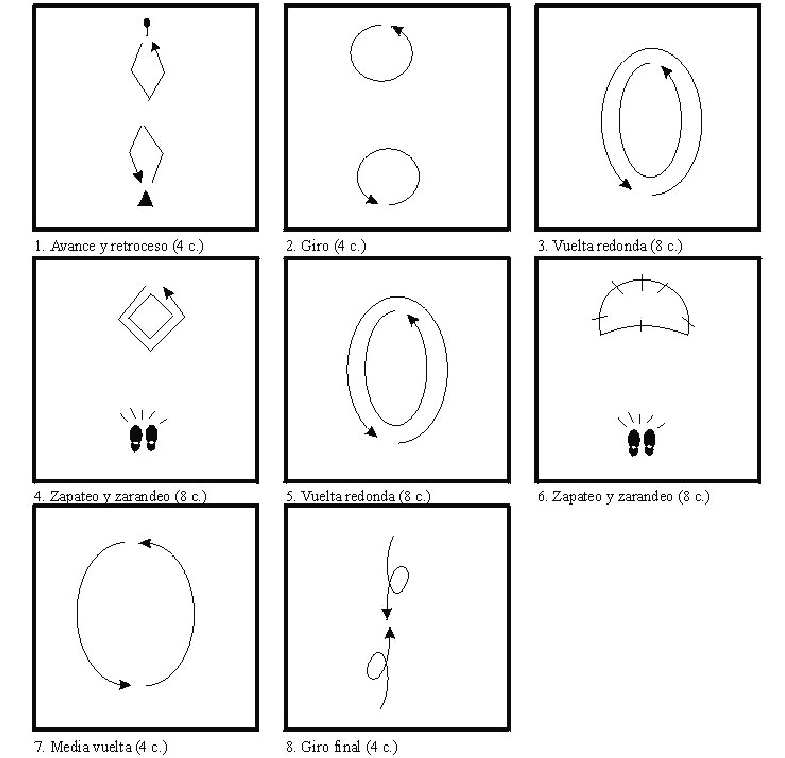 1. Avance y retroceso (4 c.)
2. Giro (4 c.)
3. Vuelta redonda (8 c.)
4. Zapateo y zarandeo (8 c.)
5. Vuelta redonda (8 c.)
6. Zapateo y zarandeo (8 c.)
7. Media vuelta (4 c.)
8. Giro final (4 c.)